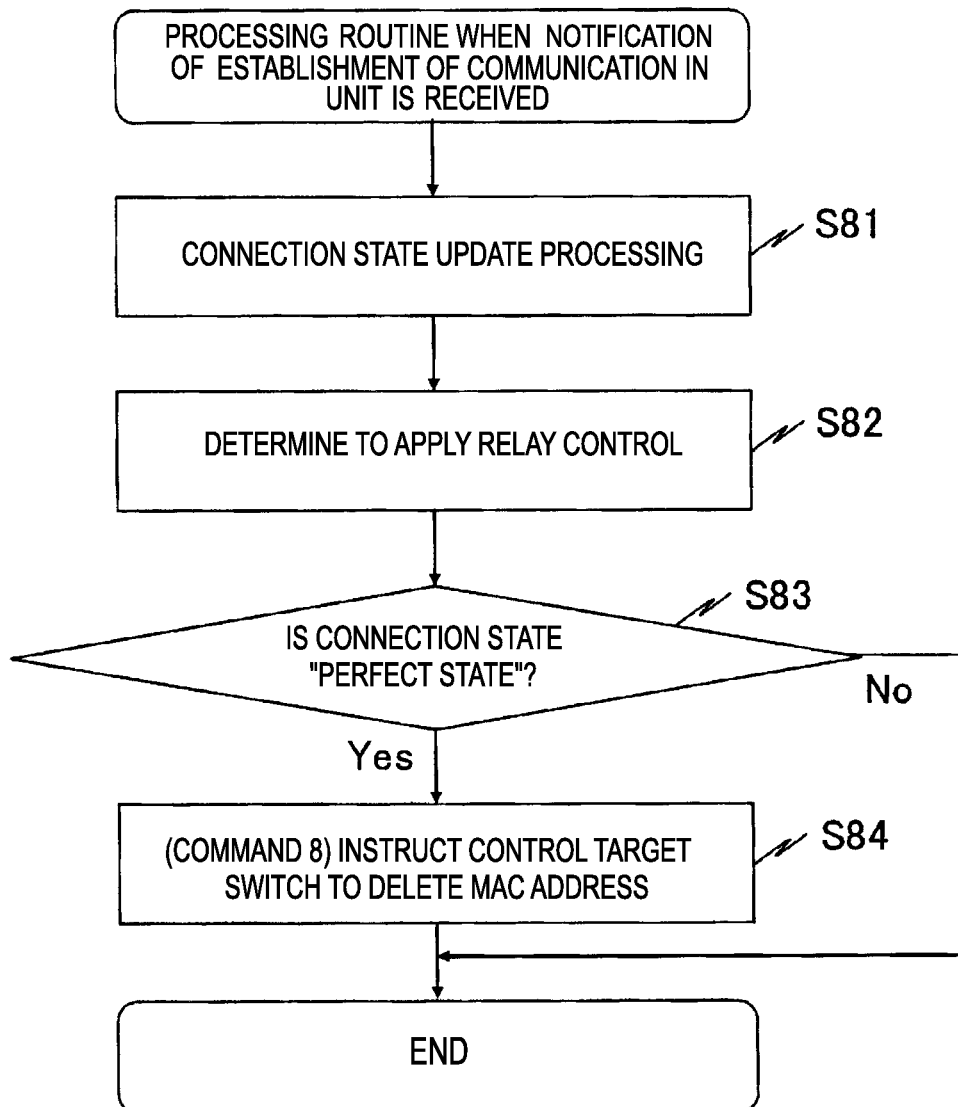 PROCESSING ROUTINE WHEN NOTIFICATION
OF ESTABLISHMENT OF COMMUNICATION IN
UNIT IS RECEIVED
CONNECTION STATE UPDATE PROCESSING
S81
DETERMINE TO APPLY RELAY CONTROL
S82
S83
IS CONNECTION STATE
"PERFECT STATE"?
No
Yes
(COMMAND 8) INSTRUCT CONTROL TARGET
SWITCH TO DELETE MAC ADDRESS
S84
END